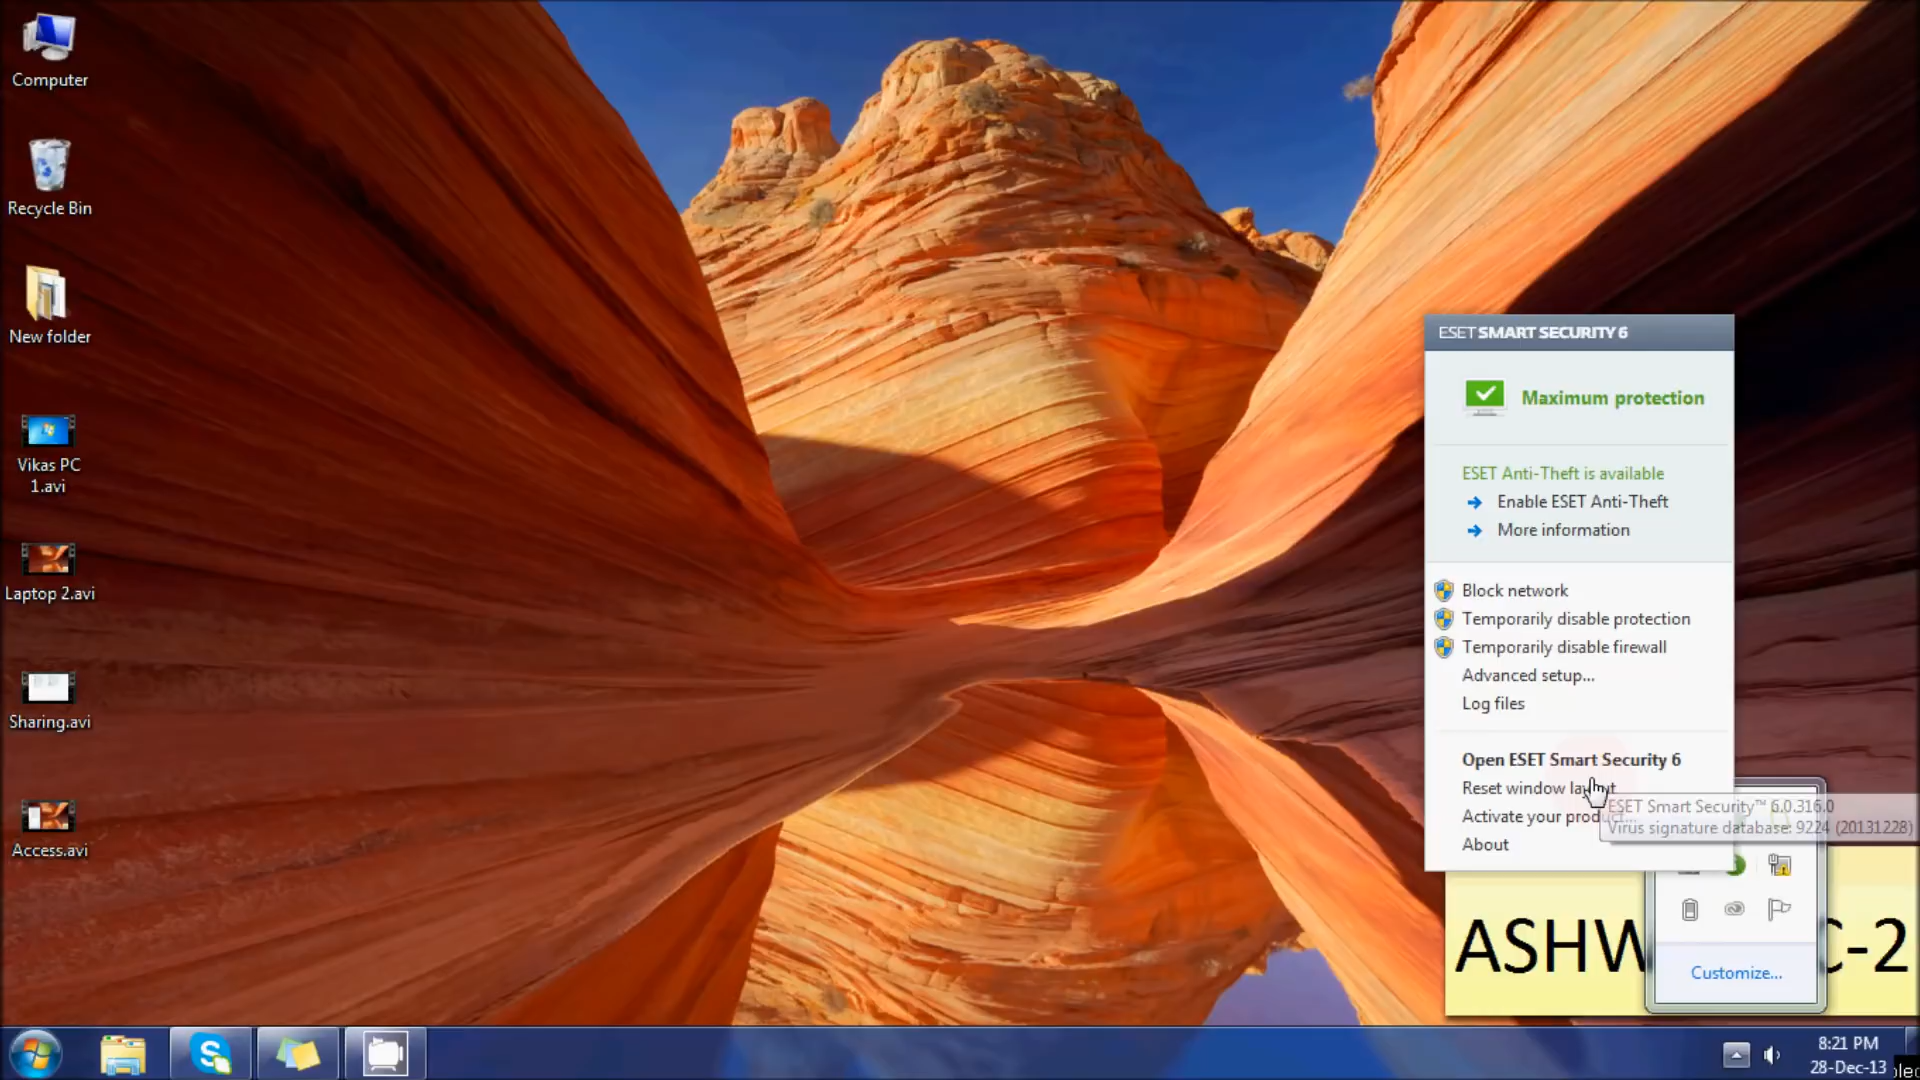 Computer
Recycle Bin
New folder
Vikas PC
1.avi
Laptop 2.avi
Sharing.avi
Access.avi
ESET SMART SECURITY 6
Maximum protection
ESET Anti-Theft is available
Enable ESET Anti-Theft
More information
Block network
Temporarily disable protection
Temporarily disable firewall
Advanced setup...
Log files
Open ESET Smart Security 6
Reset window layout
Activate your product...
About
ESET Smart Security™ 6.0.316.0
Virus signature database: 9224 (20131228)
Customize...
8:21 PM
28-Dec-13